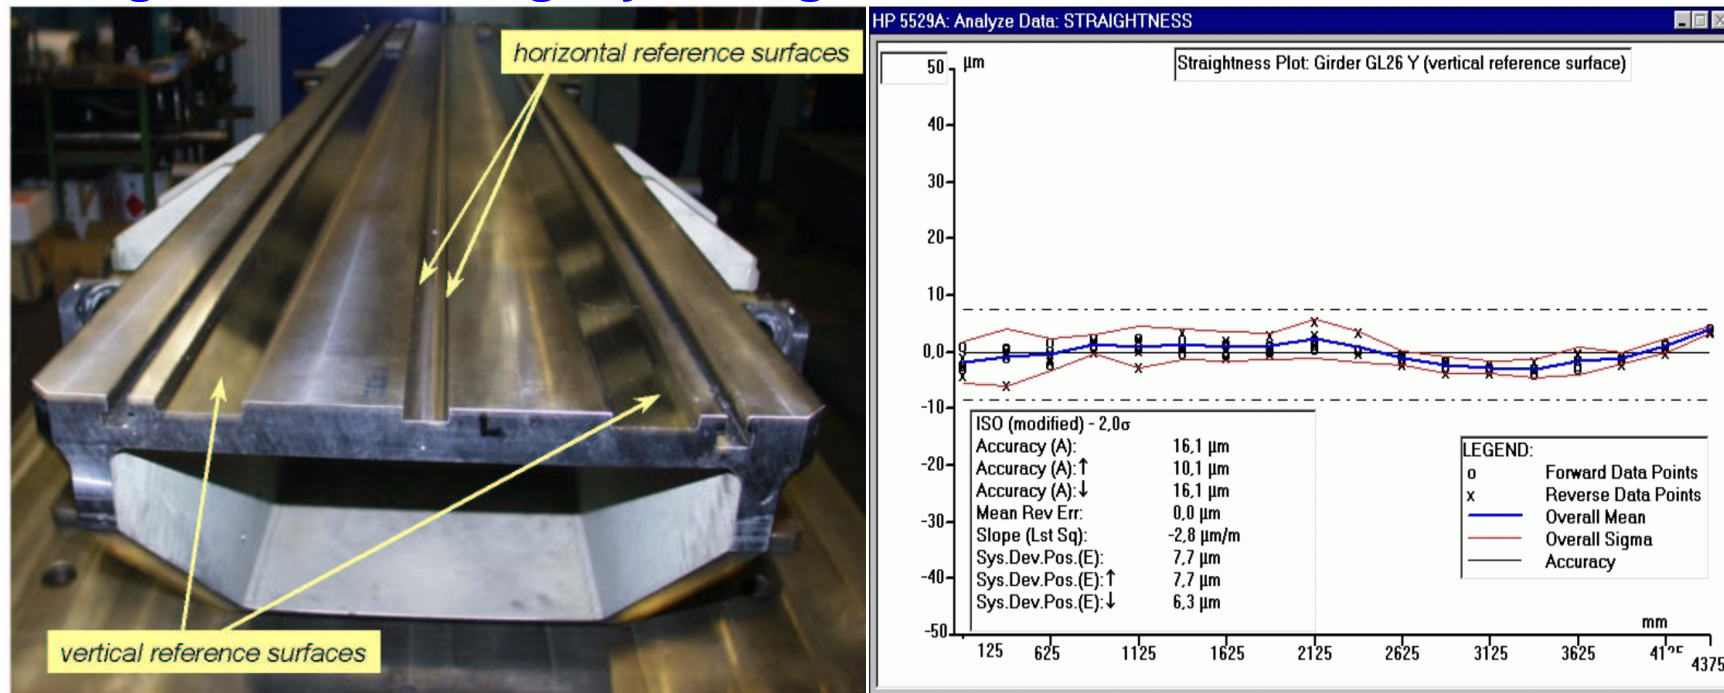 horizontal reference surfaces
vertical reference surfaces
HP 5529A: Analyze Data: STRAIGHTNESS
Straightness Plot: Girder GL26 Y (vertical reference surface)
µm
50
40
30
20
10
0.0
-10
-20
-30
-40
-50
ISO (modified) - 2,0σ
Accuracy (A): 16,1 µm
Accuracy (A):↑ 10,1 µm
Accuracy (A):↓ 16,1 µm
Mean Rev Err: 0,0 µm
Slope (Lst Sq): -2,8 µm/m
Sys.Dev.Pos.(E): 7,7 µm
Sys.Dev.Pos.(E):↑ 7,7 µm
Sys.Dev.Pos.(E):↓ 6,3 µm
LEGEND:
o Forward Data Points
x Reverse Data Points
Overall Mean
Overall Sigma
Accuracy
mm
125 625 1125 1625 2125 2625 3125 3625
4375